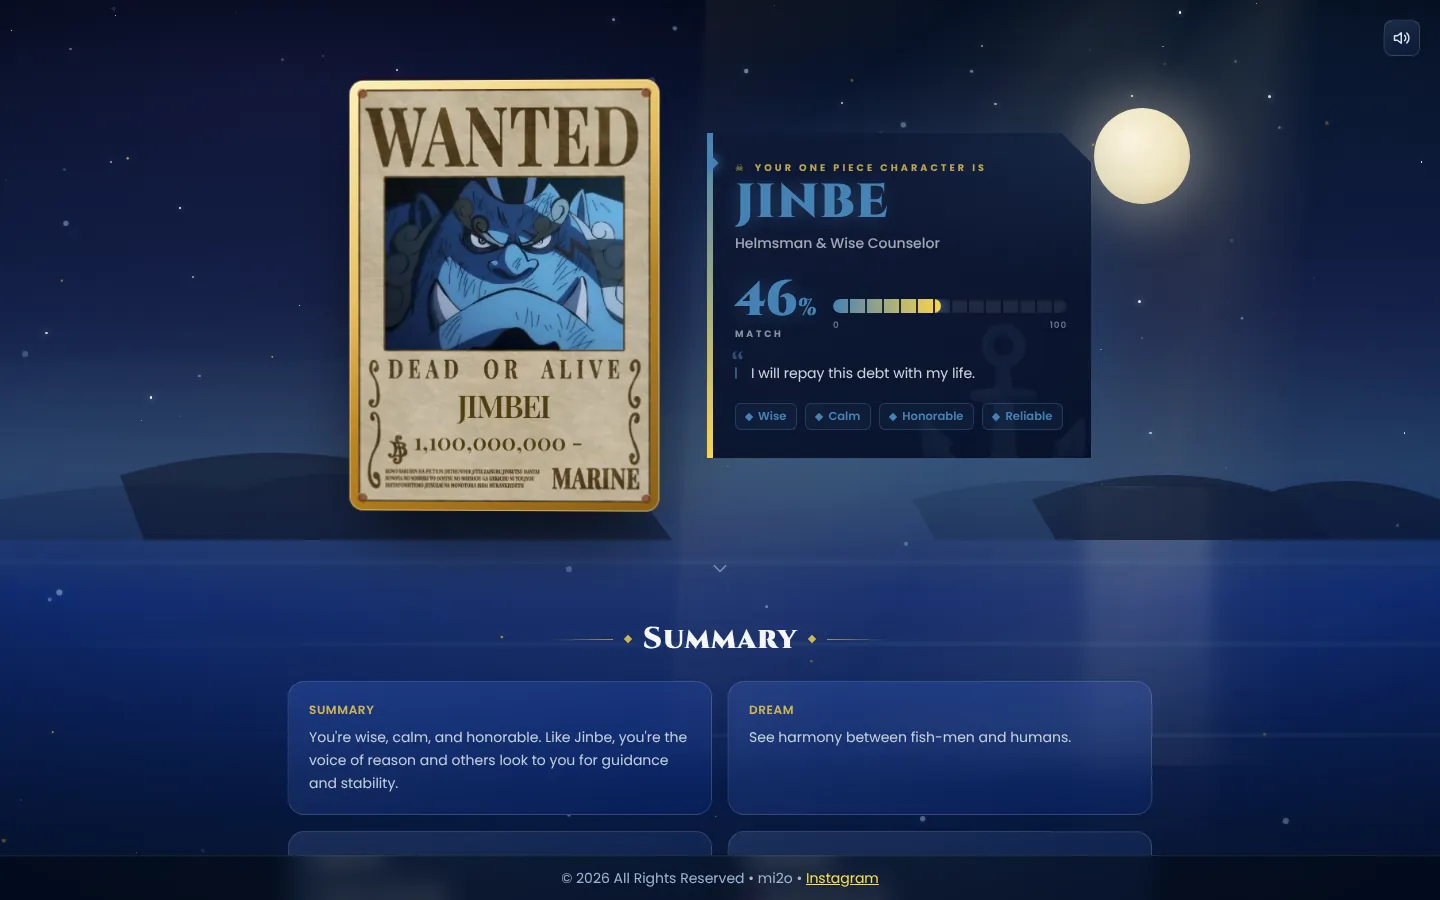 WANTED
DEAD OR ALIVE
JIMBEI
1,100,000,000 -
MARINE
YOUR ONE PIECE CHARACTER IS
JINBE
Helmsman & Wise Counselor
46%
MATCH
0 100
“
I will repay this debt with my life.
Wise Calm Honorable Reliable
SUMMARY
SUMMARY
You're wise, calm, and honorable. Like Jinbe, you're the
voice of reason and others look to you for guidance
and stability.
DREAM
See harmony between fish-men and humans.
© 2026 All Rights Reserved • mi2o • Instagram